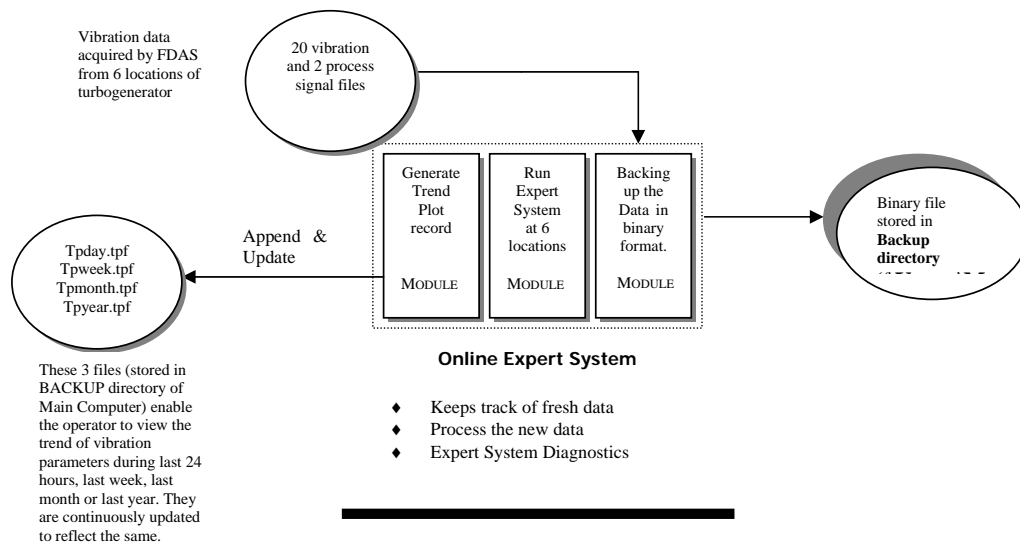 Vibration data
acquired by FDAS
from 6 locations of
turbogenerator
20 vibration
and 2 process
signal files
Generate
Trend
Plot
record
MODULE
Run
Expert
System
at 6
locations
MODULE
Backing
up the
Data in
binary
format.
MODULE
Binary file
stored in
Backup
directory
Append &
Update
Tpday.tpf
Tpweek.tpf
Tpmonth.tpf
Tpyear.tpf
These 3 files (stored in
BACKUP directory of
Main Computer) enable
the operator to view the
trend of vibration
parameters during last 24
hours, last week, last
month or last year. They
are continuously updated
to reflect the same.
Online Expert System
♦ Keeps track of fresh data
♦ Process the new data
♦ Expert System Diagnostics